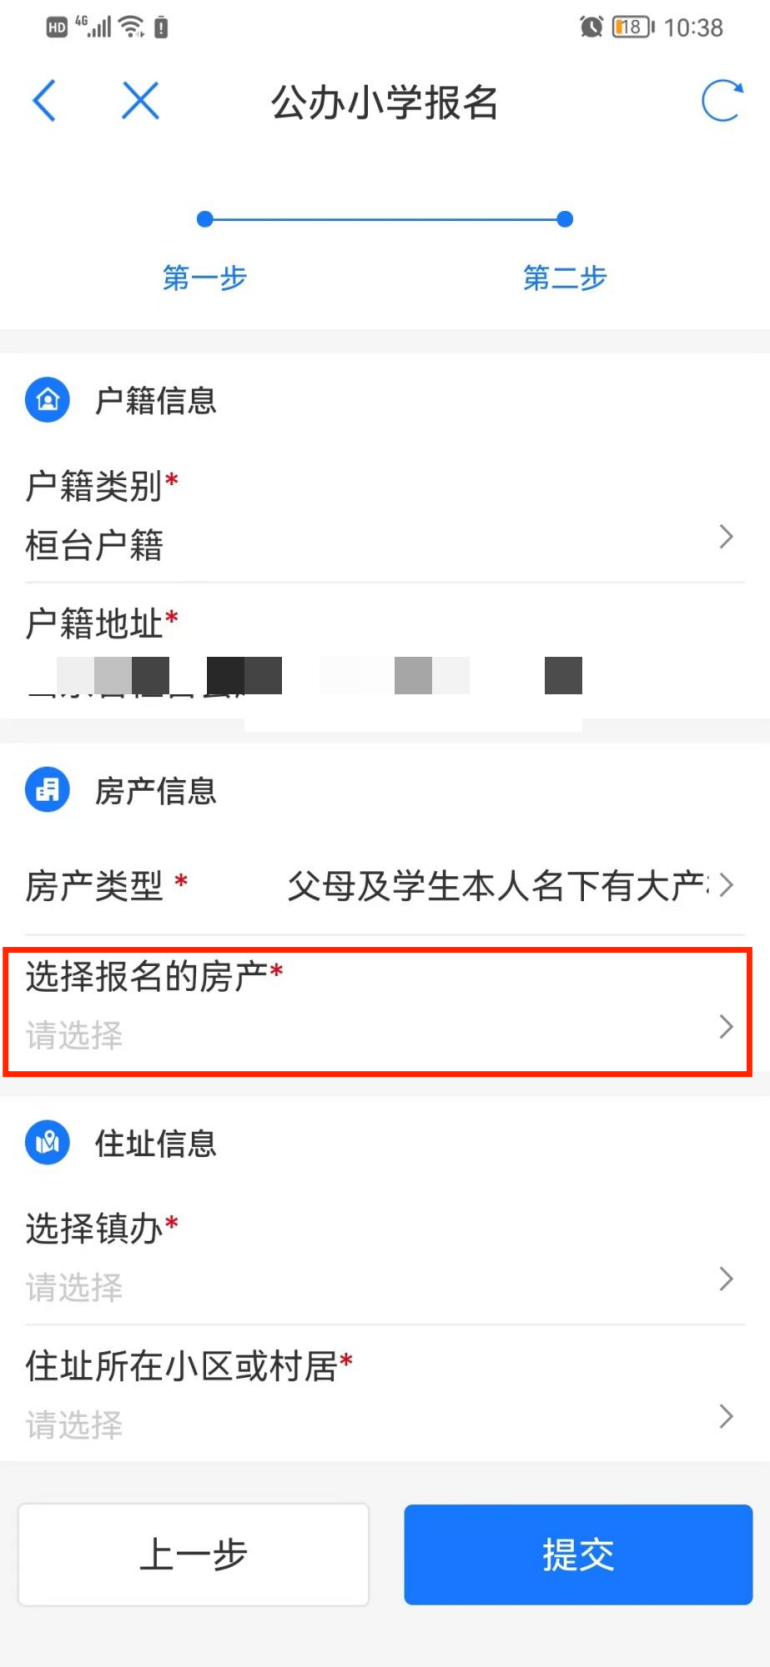 HD 4G 18 10:38
公办小学报名
第一步 第二步
户籍信息
户籍类别*
桓台户籍
户籍地址*
房产信息
房产类型 * 父母及学生本人名下有大产
选择报名的房产*
请选择
住址信息
选择镇办*
请选择
住址所在小区或村居*
请选择
上一步 提交